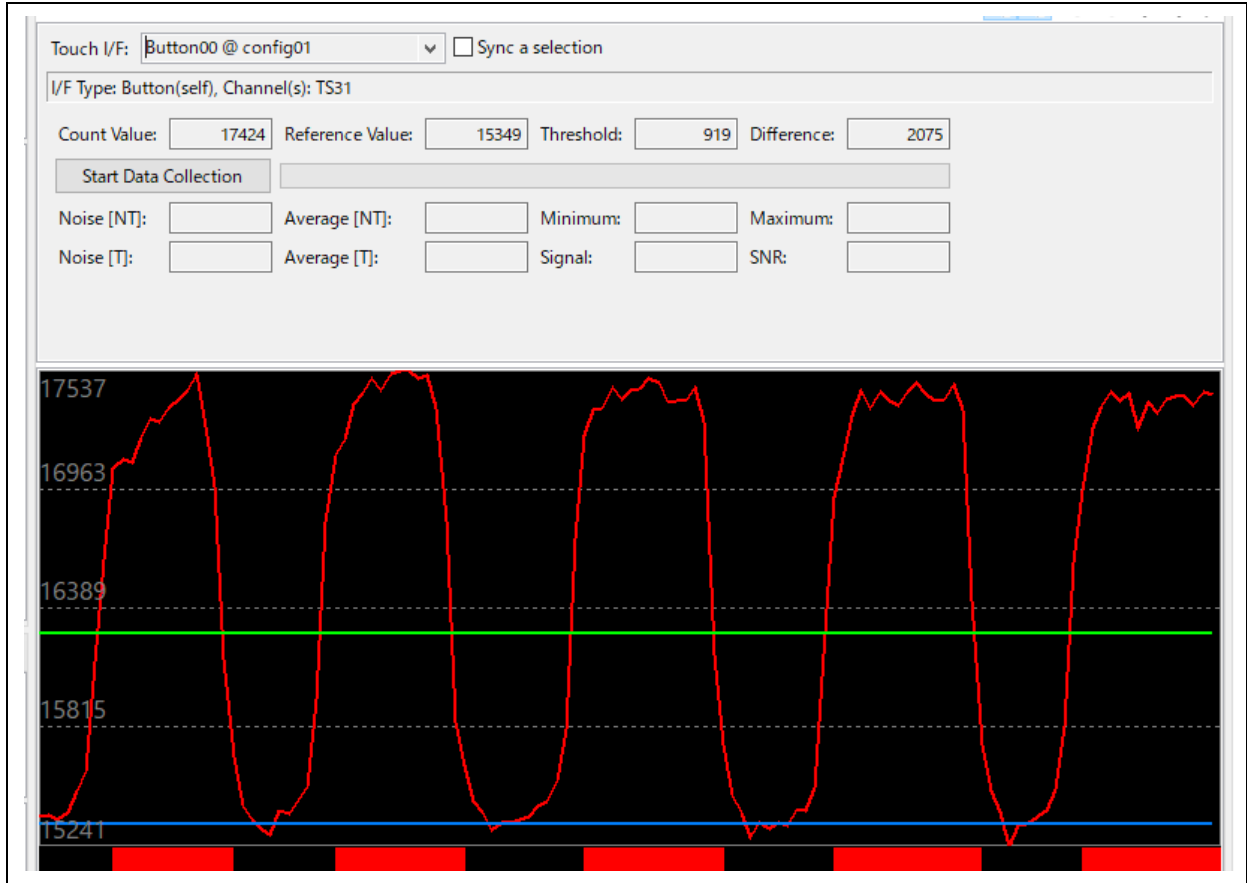 Touch I/F: Button00 @ config01 Sync a selection
I/F Type: Button(self), Channel(s): TS31
Count Value: 17424 Reference Value: 15349 Threshold: 919 Difference: 2075
Start Data Collection
Noise [NT]: Average [NT]: Minimum: Maximum:
Noise [T]: Average [T]: Signal: SNR:
17537
16963
16389
15815
15241